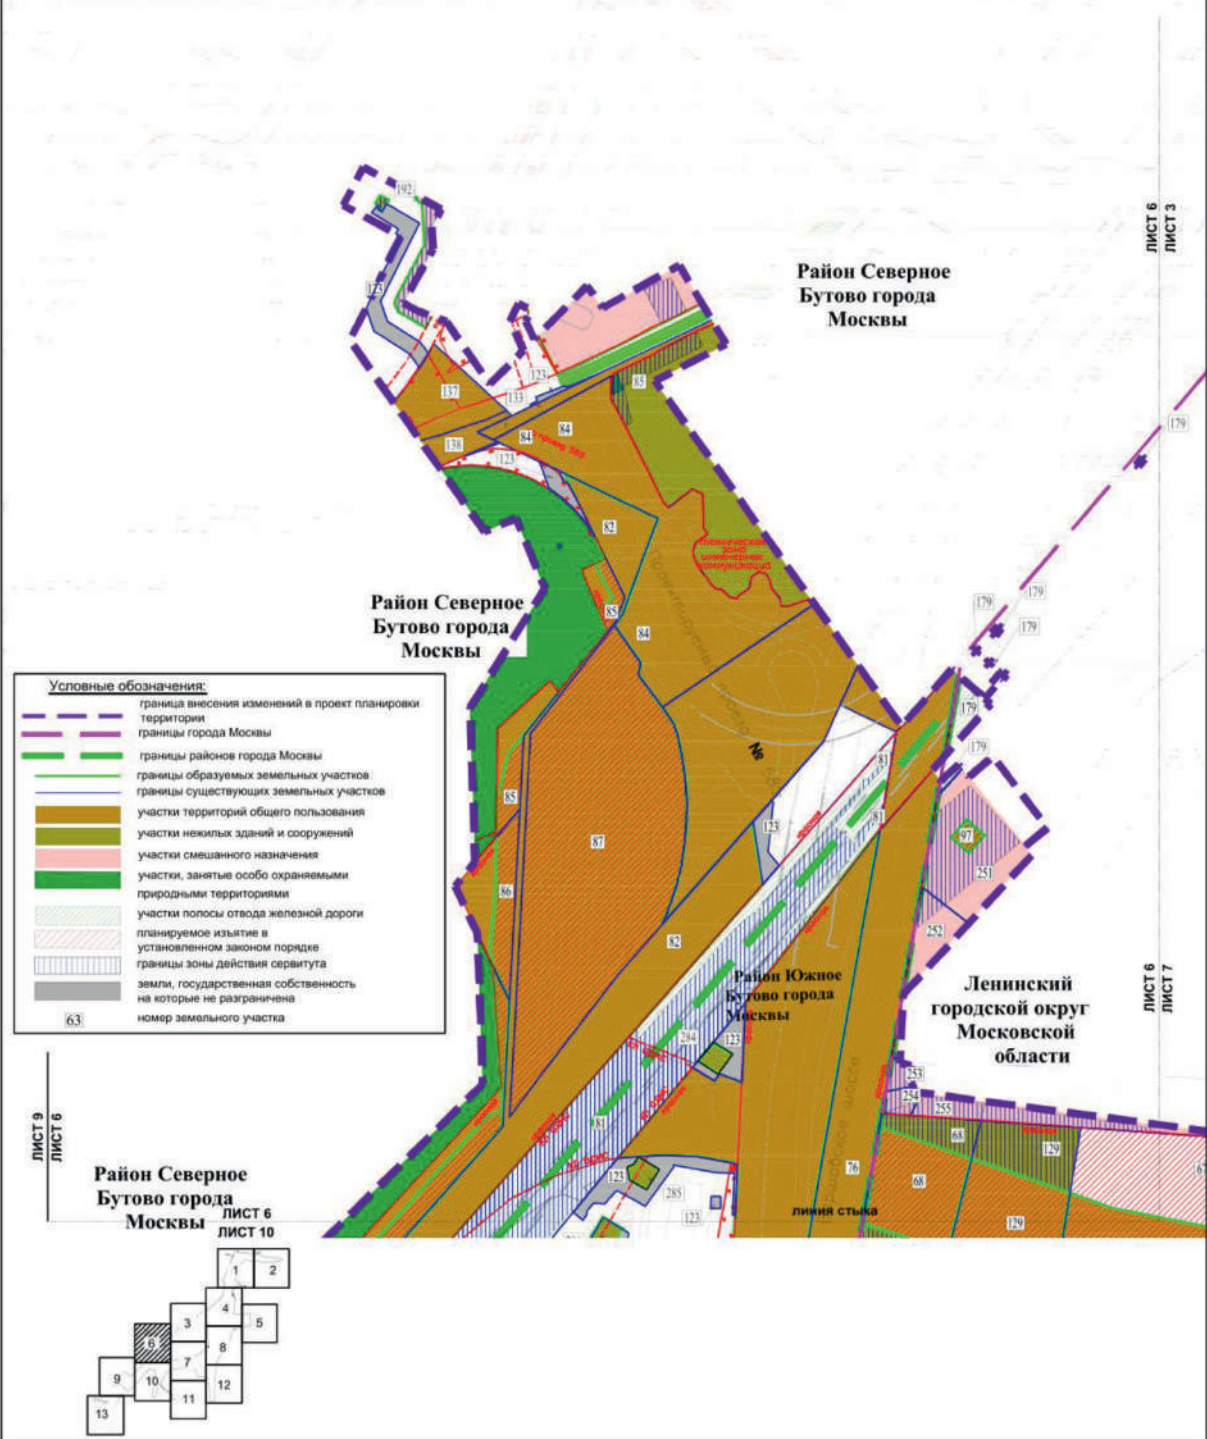 192
ЛИСТ 6
ЛИСТ 3
Район Северное
Бутово города
Москвы
123
123
137
133
85
84
84
138
123
179
82
179
179
179
Район Северное
Бутово города
Москвы
85
84
Условные обозначения:
граница внесения изменений в проект планировки
территории
границы города Москвы
границы районов города Москвы
границы образуемых земельных участков
границы существующих земельных участков
участки территорий общего пользования
участки нежилых зданий и сооружений
участки смешанного назначения
участки, занятые особо охраняемыми
природными территориями
участки полосы отвода железной дороги
планируемое изъятие в
установленном законом порядке
границы зоны действия сервитута
земли, государственная собственность
на которые не разграничена
63
номер земельного участка
179
179
№
81
81
85
87
123
97
251
86
82
252
Район Южное
Бутово города
Москвы
Ленинский
городской округ
Московской
области
ЛИСТ 6
ЛИСТ 7
284
123
253
254
255
81
68
129
ЛИСТ 9
ЛИСТ 6
123
285
123
76
68
129
шоссе
линия стыка
Район Северное
Бутово города
Москвы
ЛИСТ 6
ЛИСТ 10
1
2
3
4
5
6
7
8
9
10
11
12
13